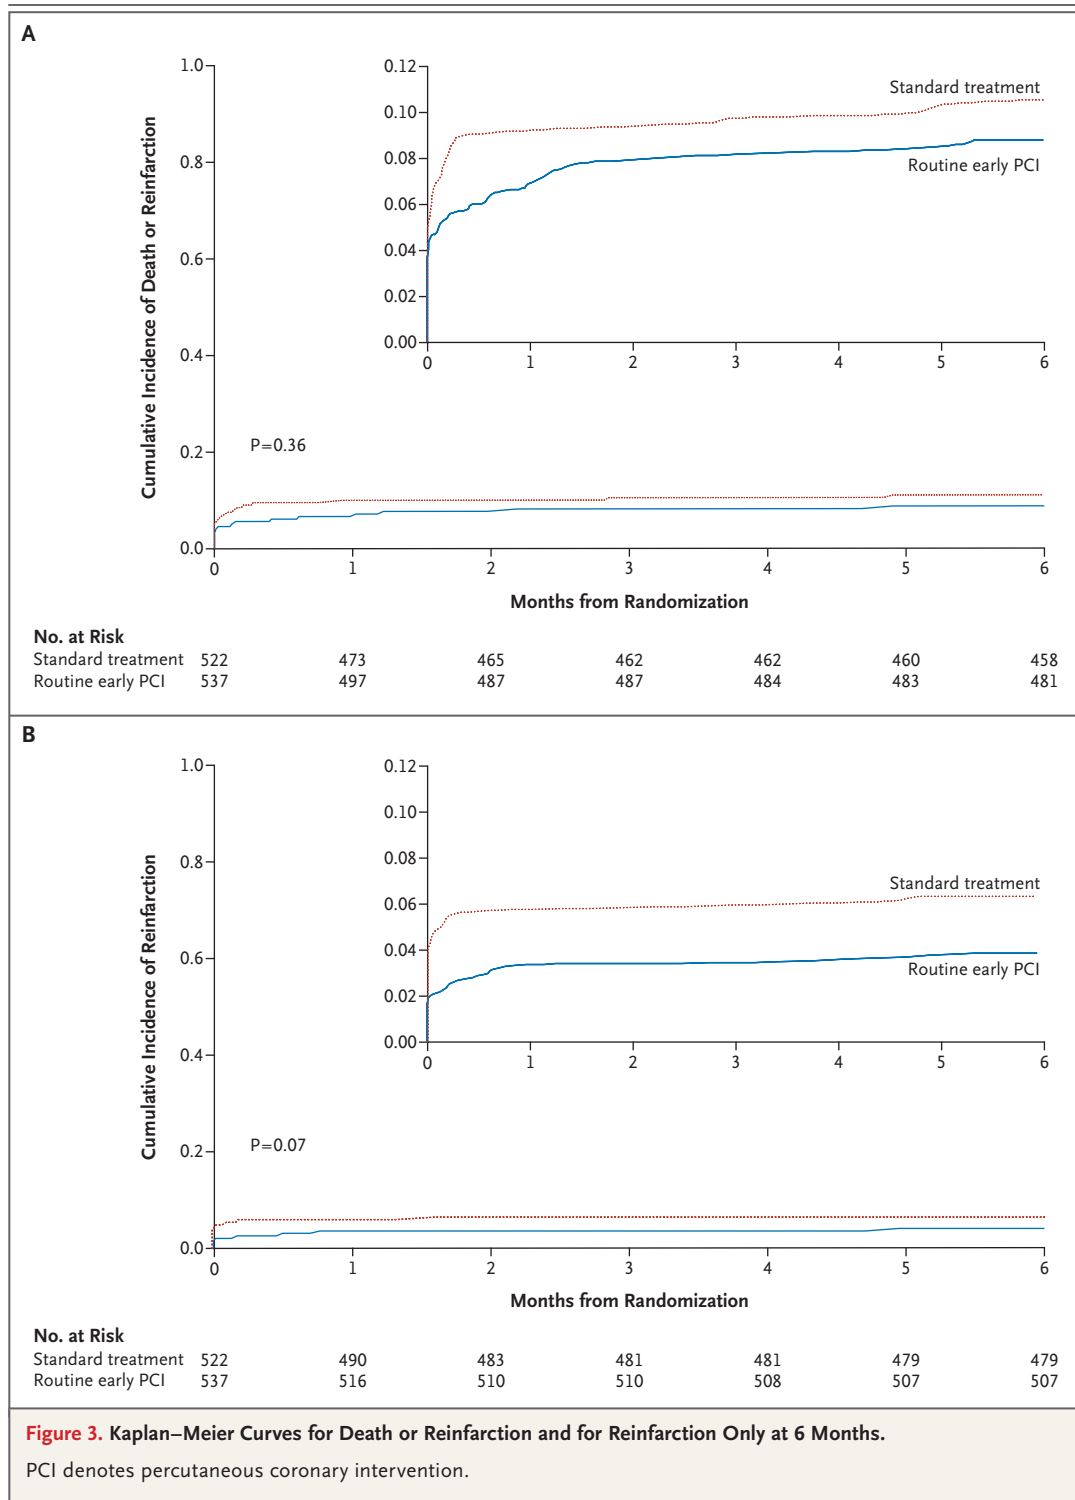 A
Cumulative Incidence of Death or Reinfarction
1.0
0.8
0.6
0.4
0.2
0.0
0.12
0.10
0.08
0.06
0.04
0.02
0.00
0 1 2 3 4 5 6
Standard treatment
Routine early PCI
P=0.36
0 1 2 3 4 5 6
Months from Randomization
No. at Risk
Standard treatment 522 473 465 462 462 460 458
Routine early PCI 537 497 487 487 484 483 481
B
Cumulative Incidence of Reinfarction
1.0
0.8
0.6
0.4
0.2
0.0
0.12
0.10
0.08
0.06
0.04
0.02
0.00
0 1 2 3 4 5 6
Standard treatment
Routine early PCI
P=0.07
0 1 2 3 4 5 6
Months from Randomization
No. at Risk
Standard treatment 522 490 483 481 481 479 479
Routine early PCI 537 516 510 510 508 507 507
Figure 3. Kaplan–Meier Curves for Death or Reinfarction and for Reinfarction Only at 6 Months.
PCI denotes percutaneous coronary intervention.